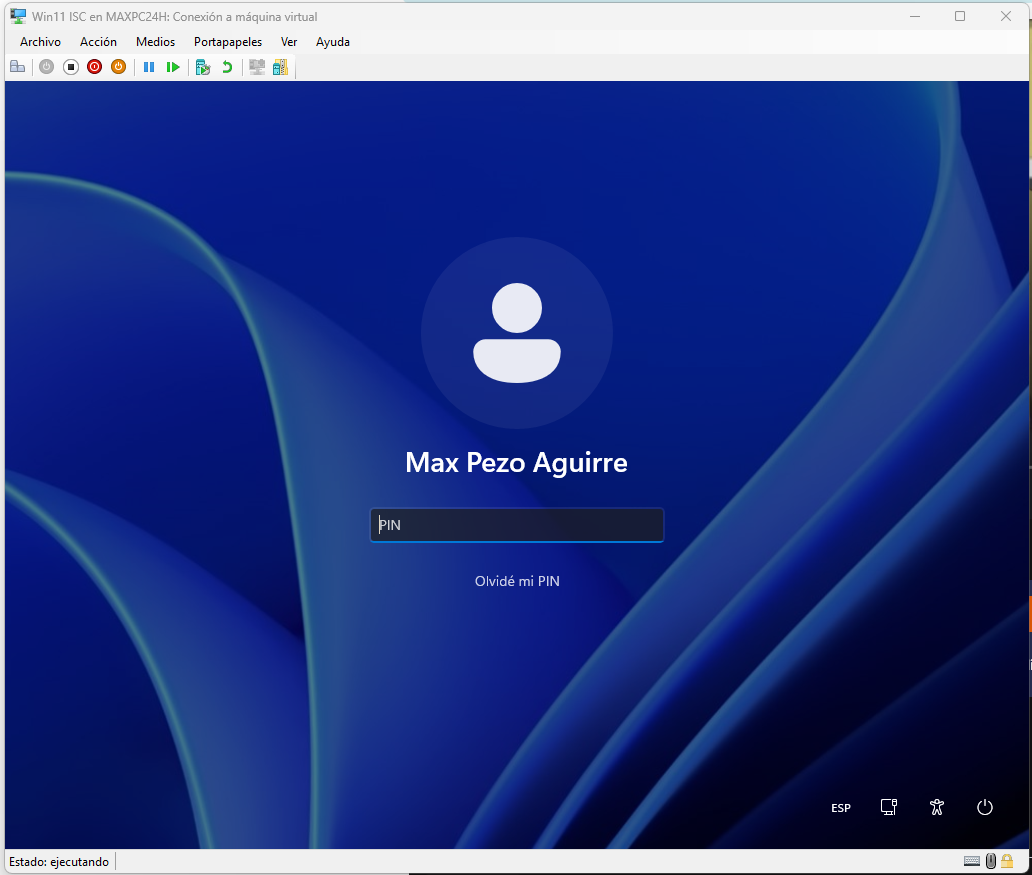 Win11 ISC en MAXPC24H: Conexión a máquina virtual
Archivo Acción Medios Portapapeles Ver Ayuda
Max Pezo Aguirre
PIN
Olvidé mi PIN
ESP
Estado: ejecutando